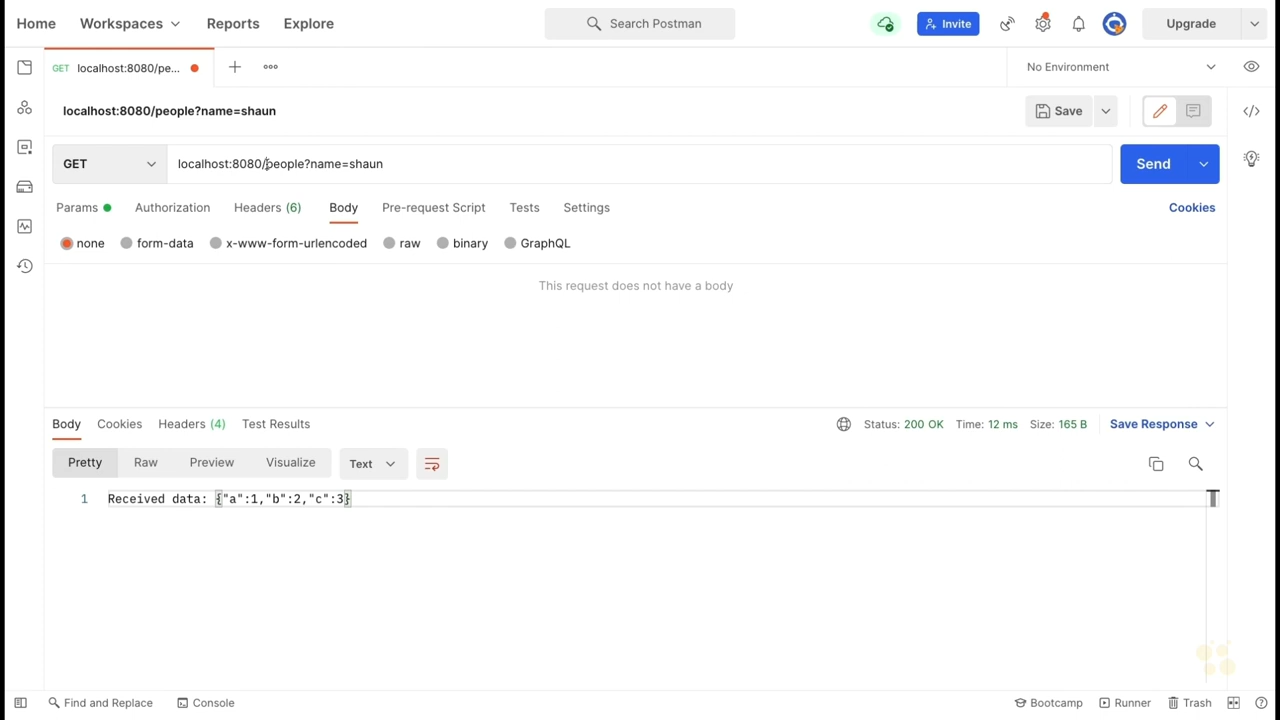 Home Workspaces Reports Explore Search Postman Invite Upgrade
GET localhost:8080/pe... No Environment
localhost:8080/people?name=shaun Save
GET localhost:8080/people?name=shaun Send
Params Authorization Headers (6) Body Pre-request Script Tests Settings Cookies
none form-data x-www-form-urlencoded raw binary GraphQL
This request does not have a body
Body Cookies Headers (4) Test Results Status: 200 OK Time: 12 ms Size: 165 B Save Response
Pretty Raw Preview Visualize Text
1 Received data: {"a":1,"b":2,"c":3}
Find and Replace Console Bootcamp Runner Trash